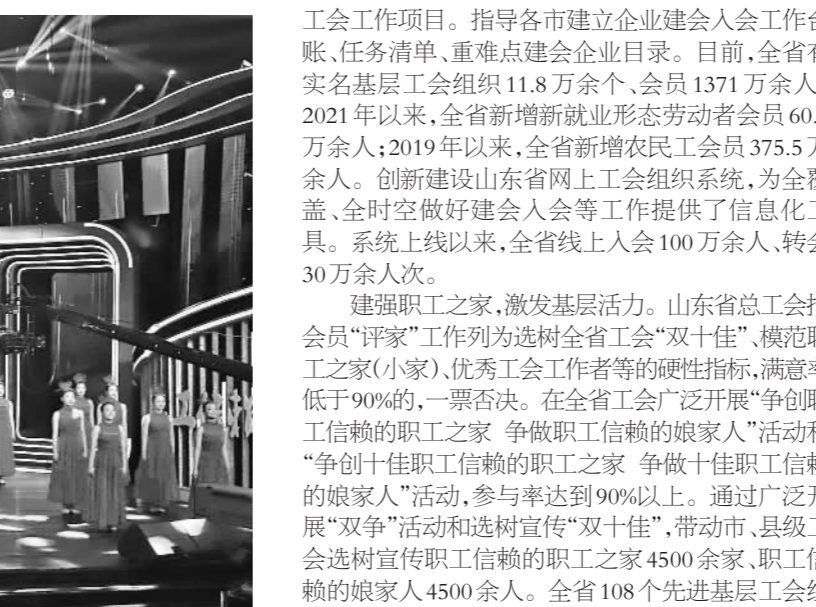 工会工作项目。指导各市建立企业建会入会工作台
账、任务清单、重难点建会企业目录。目前,全省有
实名基层工会组织11.8万余个、会员1371万余人
2021年以来,全省新增新就业形态劳动者会员60.
万余人;2019年以来,全省新增农民工会员375.5万
余人。创新建设山东省网上工会组织系统,为全覆
盖、全时空做好建会入会等工作提供了信息化工
具。系统上线以来,全省线上入会100万余人、转会
30万余人次。
建强职工之家,激发基层活力。山东省总工会把
会员“评家”工作列为选树全省工会“双十佳”、模范职
工之家(小家)、优秀工会工作者等的硬性指标,满意率
低于90%的,一票否决。在全省工会广泛开展“争创职
工信赖的职工之家 争做职工信赖的娘家人”活动和
“争创十佳职工信赖的职工之家 争做十佳职工信赖
的娘家人”活动,参与率达到90%以上。通过广泛开
展“双争”活动和选树宣传“双十佳”,带动市、县级工
会选树宣传职工信赖的职工之家4500余家、职工信
赖的娘家人4500余人。全省108个先进基层工会组